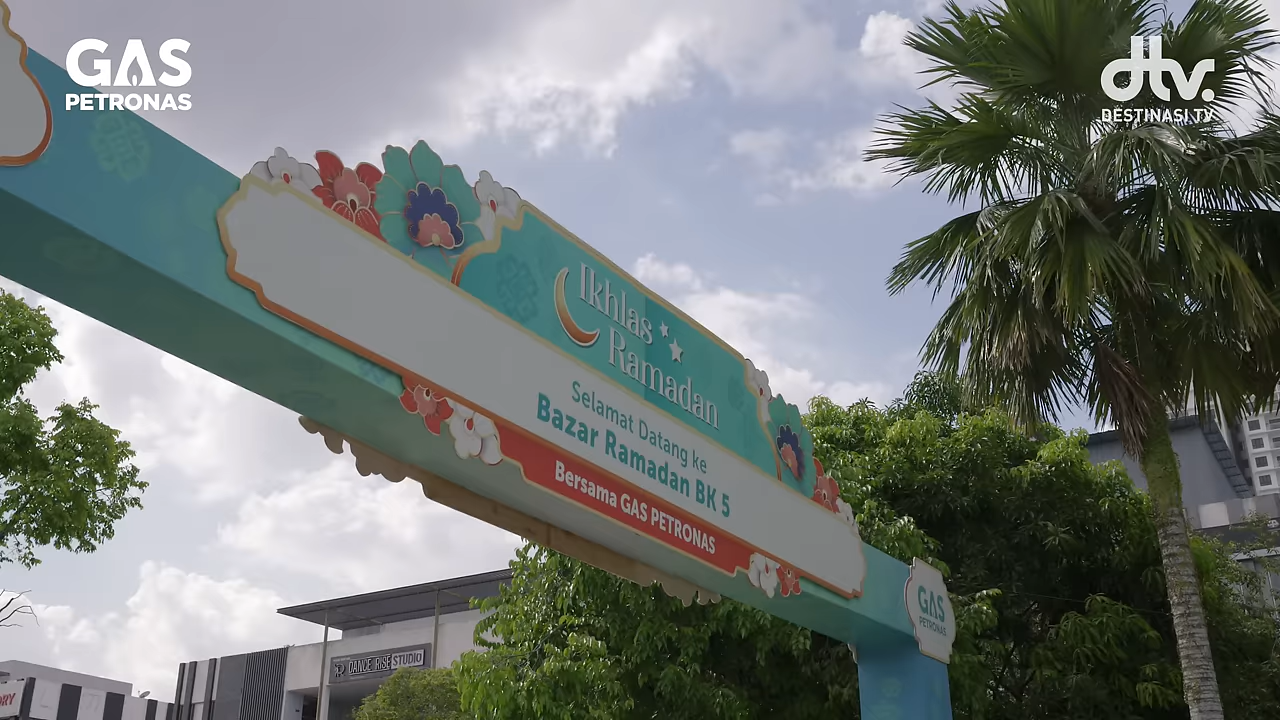 GAS
PETRONAS
dtv.
DESTINASI TV
Ikhlas
Ramadan
Selamat Datang ke
Bazar Ramadan BK 5
Bersama GAS PETRONAS
GAS
PETRONAS
DANCE RISE STUDIO